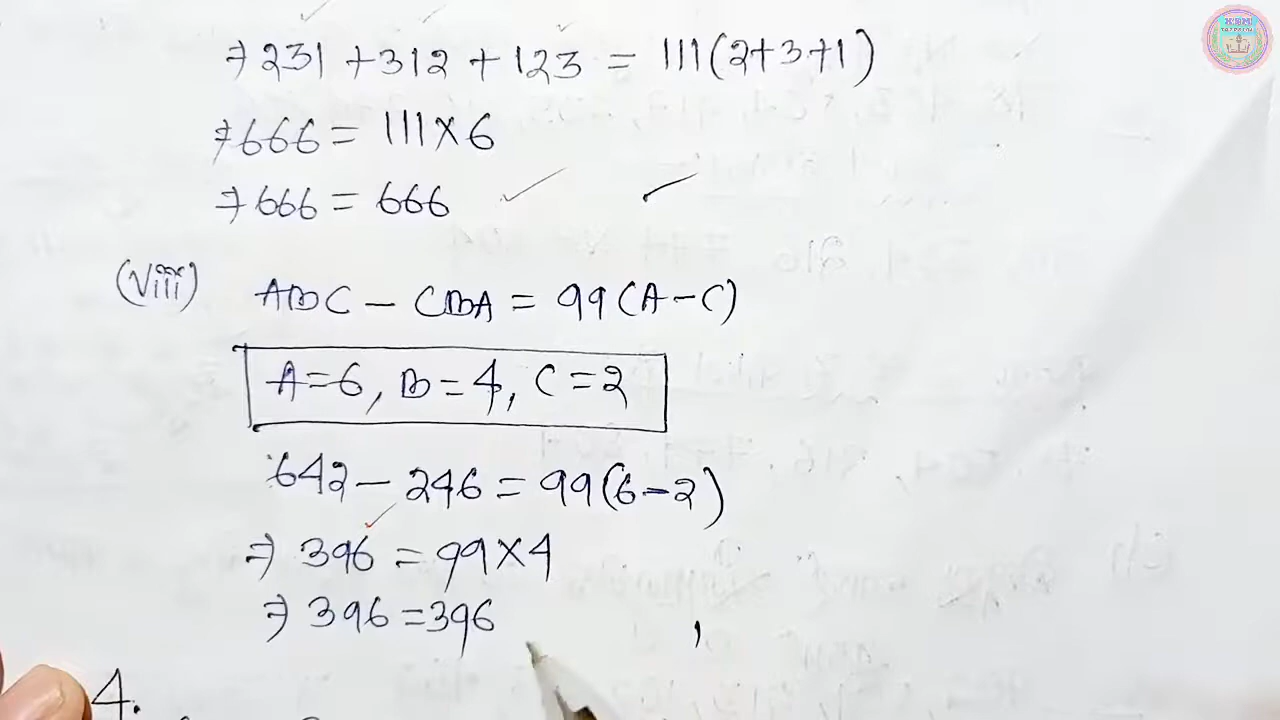 ⇒ 231 + 312 + 123 = 111(2+3+1)
⇒ 666 = 111×6
⇒ 666 = 666
(viii) ABC - CBA = 99(A-C)
A=6, B=4, C=2
642 - 246 = 99(6-2)
⇒ 396 = 99×4
⇒ 396 = 396
4.